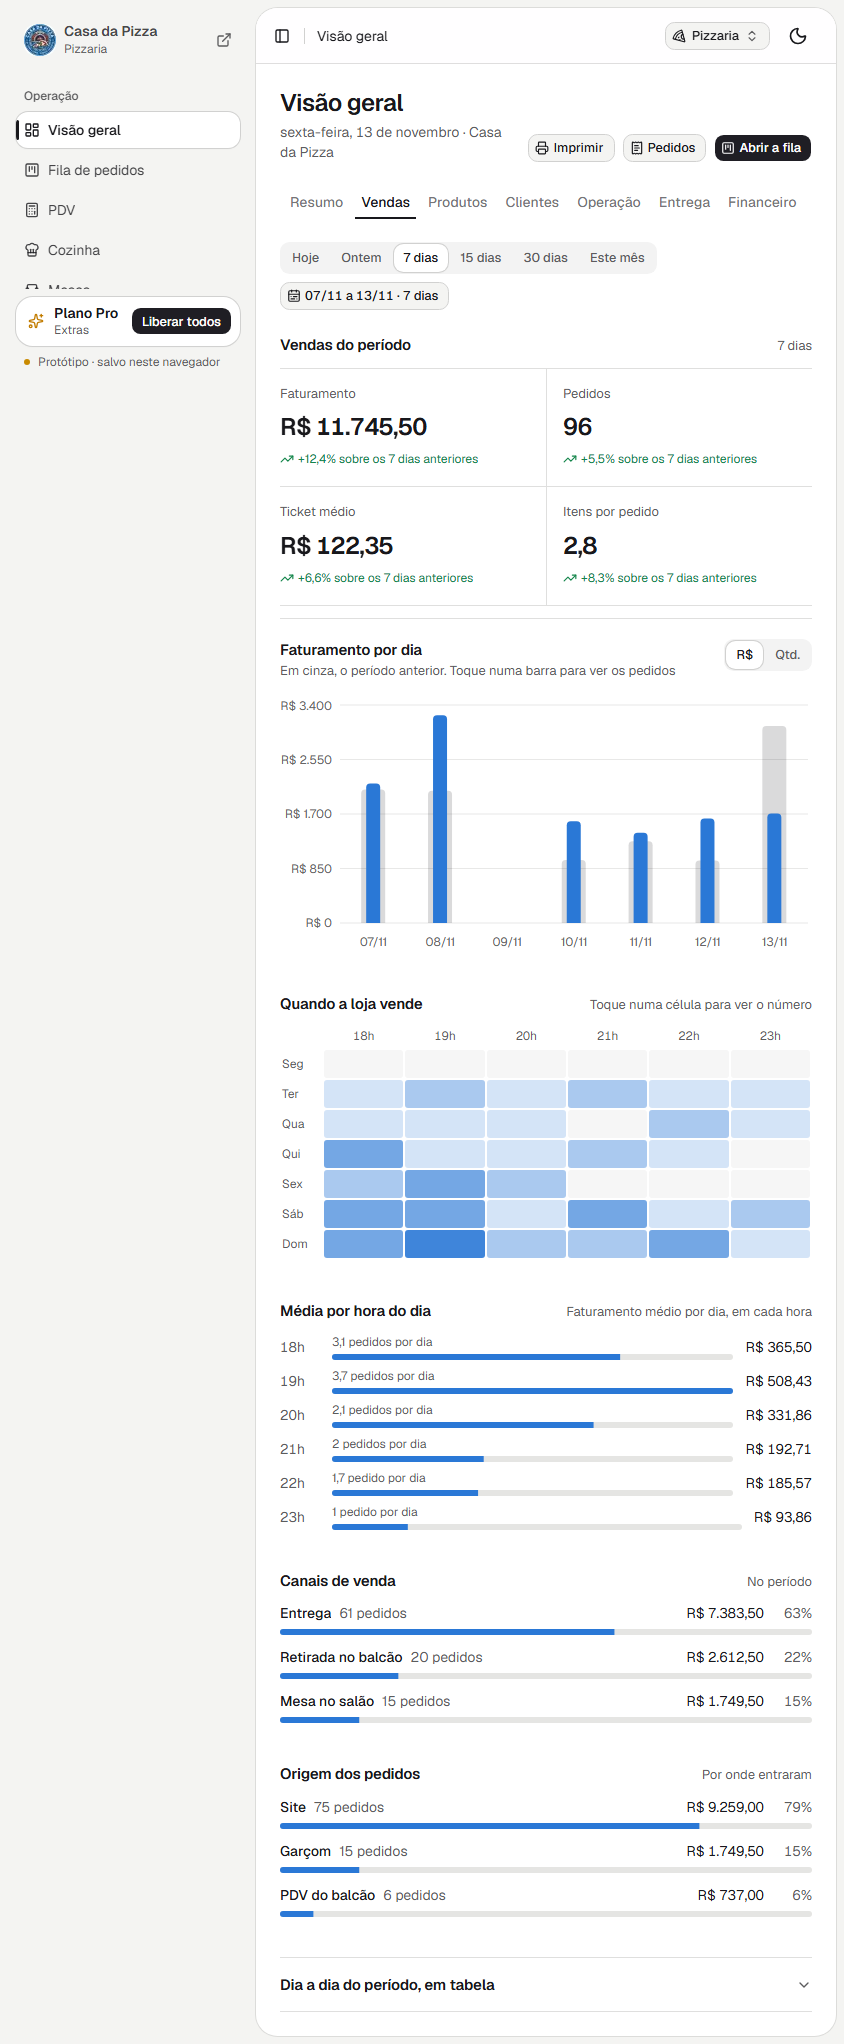 Casa da Pizza
Pizzaria
Operação
Visão geral
Fila de pedidos
PDV
Cozinha
Plano Pro
Extras
Liberar todos
Protótipo · salvo neste navegador
Visão geral
Pizzaria
Visão geral
sexta-feira, 13 de novembro · Casa
da Pizza
Imprimir
Pedidos
Abrir a fila
Resumo Vendas Produtos Clientes Operação Entrega Financeiro
Hoje Ontem 7 dias 15 dias 30 dias Este mês
07/11 a 13/11 · 7 dias
Vendas do período 7 dias
Faturamento
R$ 11.745,50
+12,4% sobre os 7 dias anteriores
Pedidos
96
+5,5% sobre os 7 dias anteriores
Ticket médio
R$ 122,35
+6,6% sobre os 7 dias anteriores
Itens por pedido
2,8
+8,3% sobre os 7 dias anteriores
Faturamento por dia
Em cinza, o período anterior. Toque numa barra para ver os pedidos
R$ Qtd.
R$ 3.400
R$ 2.550
R$ 1.700
R$ 850
R$ 0
07/11 08/11 09/11 10/11 11/11 12/11 13/11
Quando a loja vende Toque numa célula para ver o número
18h 19h 20h 21h 22h 23h
Seg
Ter
Qua
Qui
Sex
Sáb
Dom
Média por hora do dia Faturamento médio por dia, em cada hora
18h 3,1 pedidos por dia R$ 365,50
19h 3,7 pedidos por dia R$ 508,43
20h 2,1 pedidos por dia R$ 331,86
21h 2 pedidos por dia R$ 192,71
22h 1,7 pedido por dia R$ 185,57
23h 1 pedido por dia R$ 93,86
Canais de venda No período
Entrega 61 pedidos R$ 7.383,50 63%
Retirada no balcão 20 pedidos R$ 2.612,50 22%
Mesa no salão 15 pedidos R$ 1.749,50 15%
Origem dos pedidos Por onde entraram
Site 75 pedidos R$ 9.259,00 79%
Garçom 15 pedidos R$ 1.749,50 15%
PDV do balcão 6 pedidos R$ 737,00 6%
Dia a dia do período, em tabela